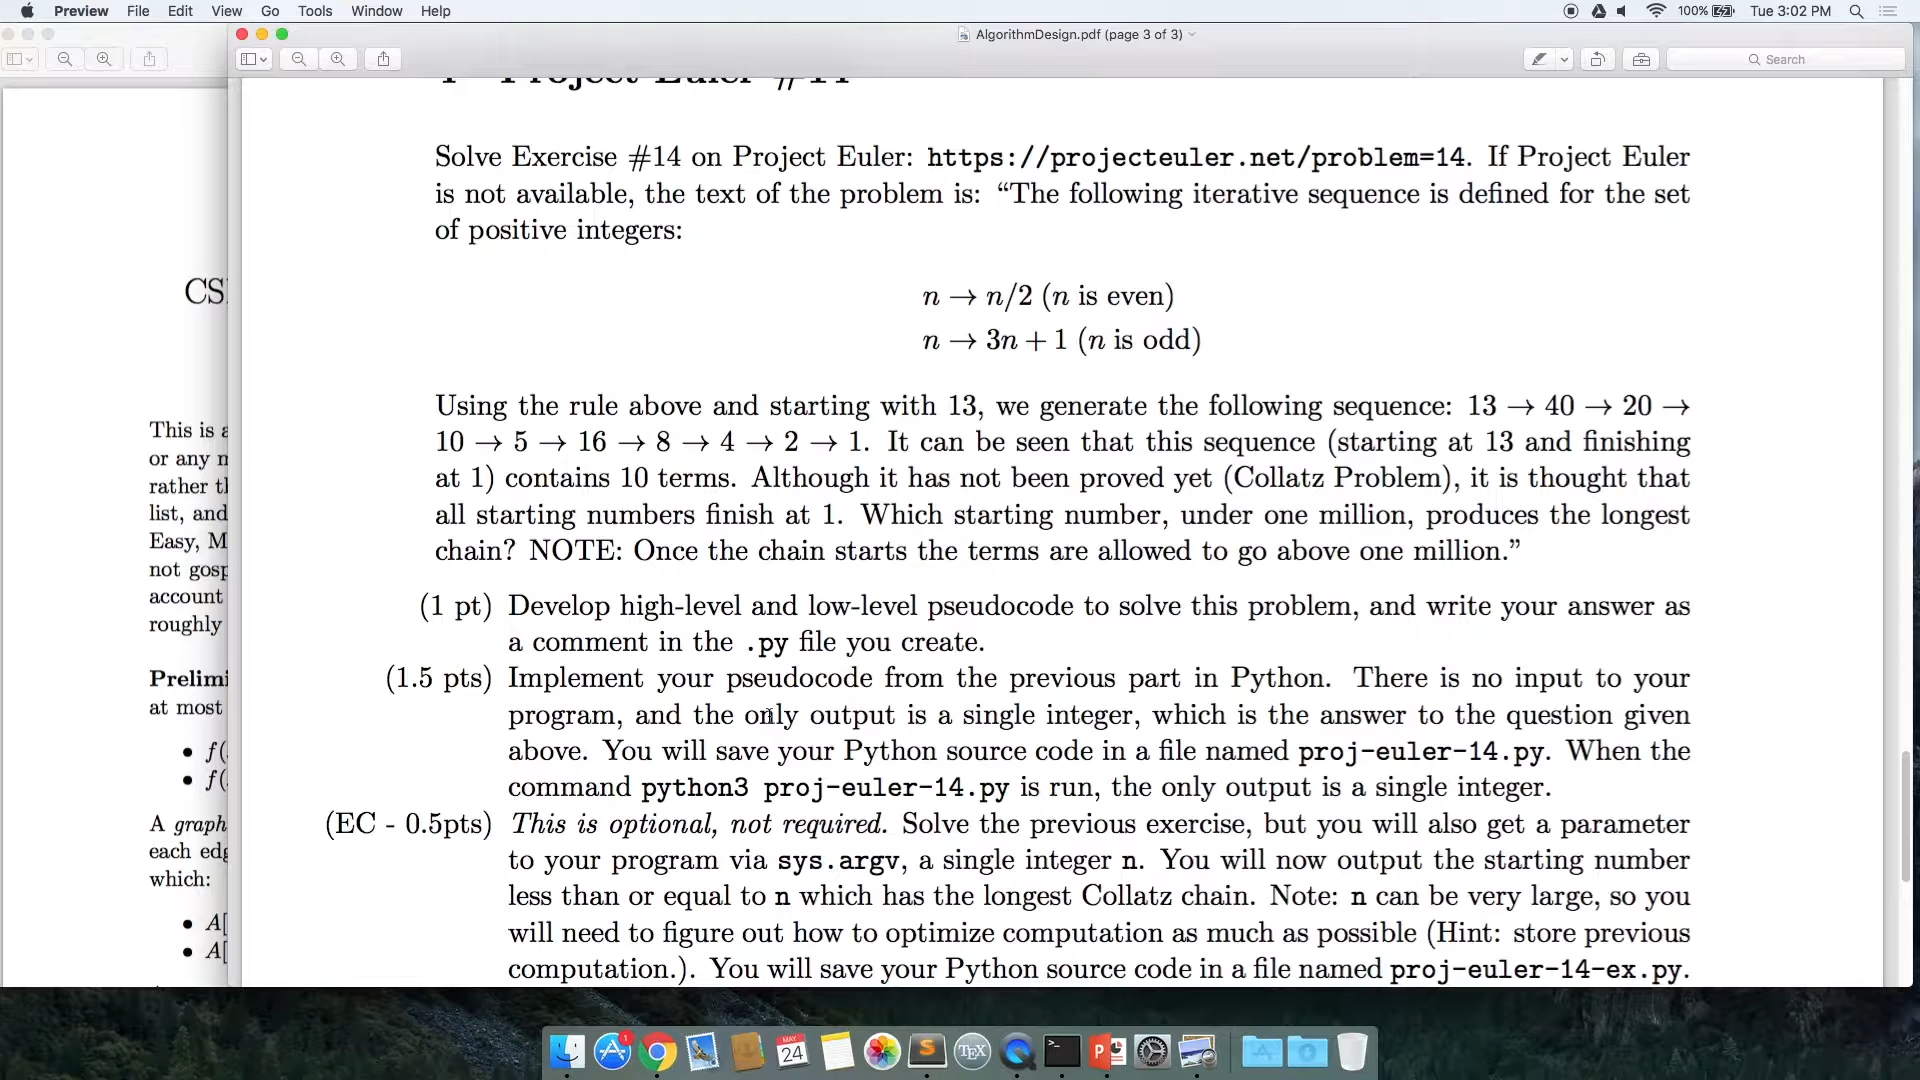 Preview File Edit View Go Tools Window Help
100% Tue 3:02 PM
AlgorithmDesign.pdf (page 3 of 3)
Search
Project Euler #14
Solve Exercise #14 on Project Euler: https://projecteuler.net/problem=14. If Project Euler
is not available, the text of the problem is: “The following iterative sequence is defined for the set
of positive integers:
n → n/2 (n is even)
n → 3n + 1 (n is odd)
Using the rule above and starting with 13, we generate the following sequence: 13 → 40 → 20 →
10 → 5 → 16 → 8 → 4 → 2 → 1. It can be seen that this sequence (starting at 13 and finishing
at 1) contains 10 terms. Although it has not been proved yet (Collatz Problem), it is thought that
all starting numbers finish at 1. Which starting number, under one million, produces the longest
chain? NOTE: Once the chain starts the terms are allowed to go above one million.”
(1 pt) Develop high-level and low-level pseudocode to solve this problem, and write your answer as
a comment in the .py file you create.
(1.5 pts) Implement your pseudocode from the previous part in Python. There is no input to your
program, and the only output is a single integer, which is the answer to the question given
above. You will save your Python source code in a file named proj-euler-14.py. When the
command python3 proj-euler-14.py is run, the only output is a single integer.
(EC - 0.5pts) This is optional, not required. Solve the previous exercise, but you will also get a parameter
to your program via sys.argv, a single integer n. You will now output the starting number
less than or equal to n which has the longest Collatz chain. Note: n can be very large, so you
will need to figure out how to optimize computation as much as possible (Hint: store previous
computation.). You will save your Python source code in a file named proj-euler-14-ex.py.
CS
This is a
or any m
rather th
list, and
Easy, M
not gosp
account
roughly
Prelimi
at most
• f(
• f(
A graph
each edg
which:
• A[
• A[
1
MAY
24
S
TEX
>_
P